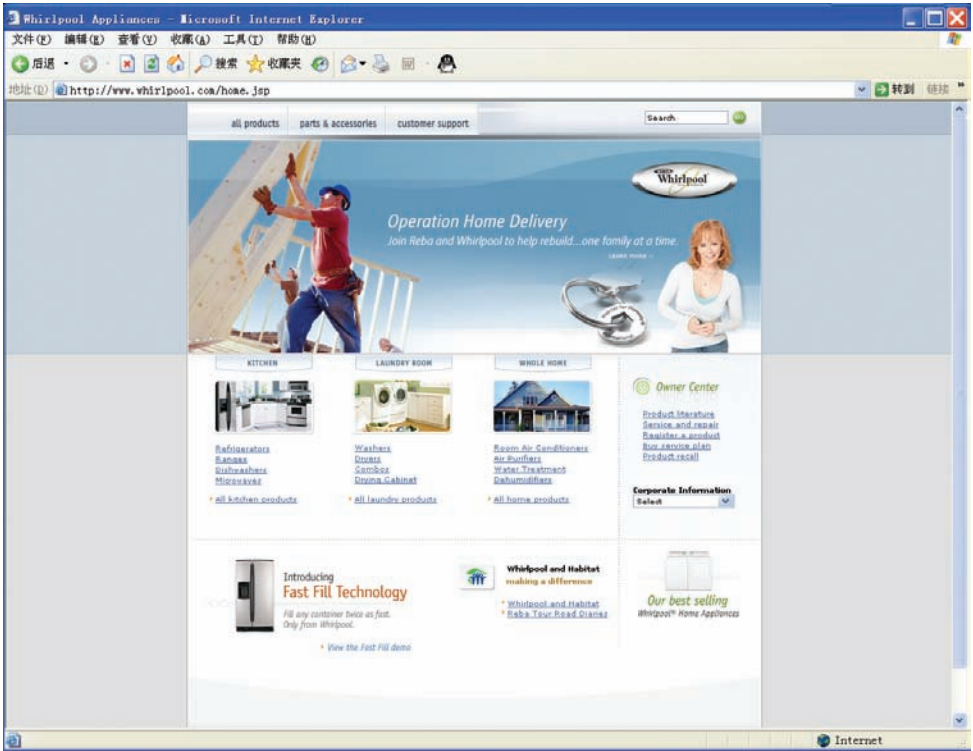 Whirlpool Appliances - Microsoft Internet Explorer
文件(F) 编辑(E) 查看(V) 收藏(A) 工具(T) 帮助(H)
后退 搜索 收藏夹
地址(D) http://www.whirlpool.com/home.jsp 转到 链接 »
all products parts & accessories customer support Search
Whirlpool
Operation Home Delivery
Join Reba and Whirlpool to help rebuild...one family at a time.
Learn more
KITCHEN LAUNDRY ROOM WHOLE HOME
Owner Center
Product literature
Service and repair
Register a product
Buy service plan
Product recall
Refrigerators
Ranges
Dishwashers
Microwaves
All kitchen products
Washers
Dryers
Combos
Drying Cabinet
All laundry products
Room Air Conditioners
Air Purifiers
Water Treatment
Dehumidifiers
All home products
Corporate Information
Select
Introducing
Fast Fill Technology
Fill any container twice as fast.
Only from Whirlpool.
View the Fast Fill demo
Whirlpool and Habitat
making a difference
Whirlpool and Habitat
Reba Tour Road Diaries
Our best selling
Whirlpool® Home Appliances
Internet